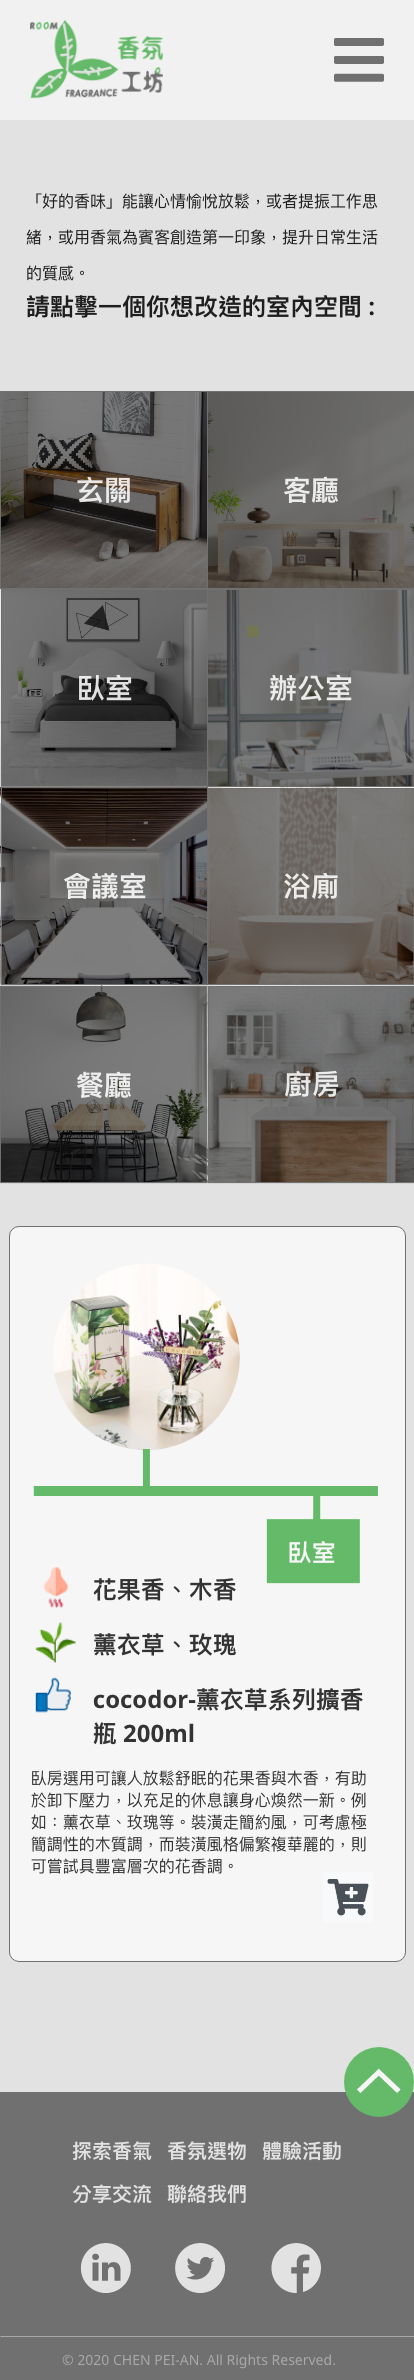 ROOM
香氛
工坊
FRAGRANCE
「好的香味」能讓心情愉悅放鬆，或者提振工作思
緒，或用香氣為賓客創造第一印象，提升日常生活
的質感。
請點擊一個你想改造的室內空間：
玄關 客廳
臥室 辦公室
會議室 浴廁
餐廳 廚房
臥室
花果香、木香
薰衣草、玫瑰
cocodor-薰衣草系列擴香
瓶 200ml
臥房選用可讓人放鬆舒眠的花果香與木香，有助
於卸下壓力，以充足的休息讓身心煥然一新。例
如：薰衣草、玫瑰等。裝潢走簡約風，可考慮極
簡調性的木質調，而裝潢風格偏繁複華麗的，則
可嘗試具豐富層次的花香調。
探索香氣 香氛選物 體驗活動
分享交流 聯絡我們
© 2020 CHEN PEI-AN. All Rights Reserved.